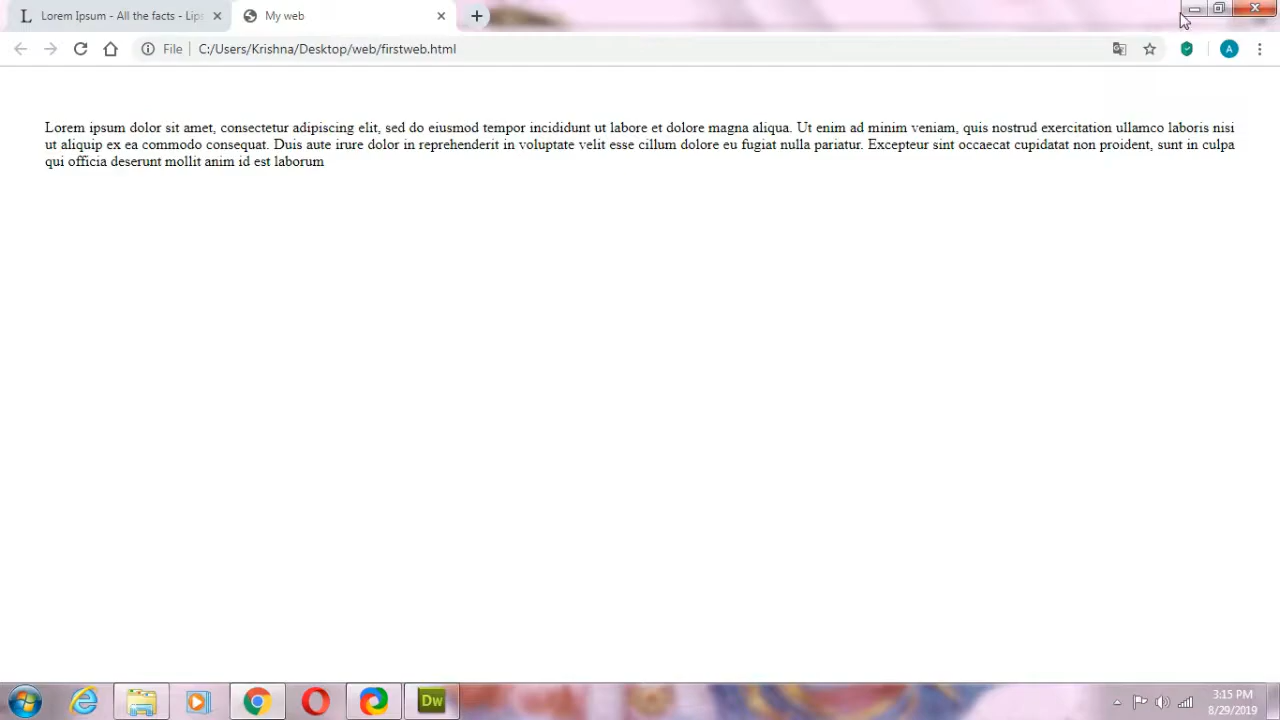 Lorem Ipsum - All the facts - Lips
My web
File
C:/Users/Krishna/Desktop/web/firstweb.html
A
Lorem ipsum dolor sit amet, consectetur adipiscing elit, sed do eiusmod tempor incididunt ut labore et dolore magna aliqua. Ut enim ad minim veniam, quis nostrud exercitation ullamco laboris nisi
ut aliquip ex ea commodo consequat. Duis aute irure dolor in reprehenderit in voluptate velit esse cillum dolore eu fugiat nulla pariatur. Excepteur sint occaecat cupidatat non proident, sunt in culpa
qui officia deserunt mollit anim id est laborum
Dw
3:15 PM
8/29/2019